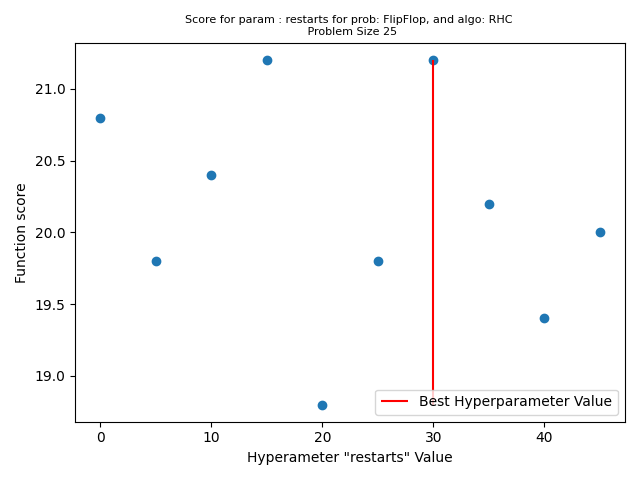 Score for param : restarts for prob: FlipFlop, and algo: RHC
Problem Size 25
Function score
21.0
20.5
20.0
19.5
19.0
0
10
20
30
40
Hyperameter "restarts" Value
Best Hyperparameter Value